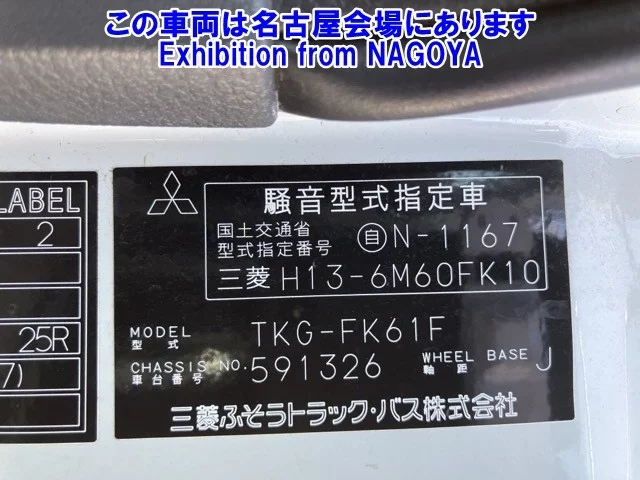 この車両は名古屋会場にあります
Exhibition from NAGOYA
LABEL
2
25R
7)
騒音型式指定車
国土交通省
型式指定番号 自N-1167
三菱 H13-6M60FK10
MODEL
型式 TKG-FK61F
CHASSIS NO.
車台番号 591326 WHEEL BASE
軸距 J
三菱ふそうトラック・バス株式会社